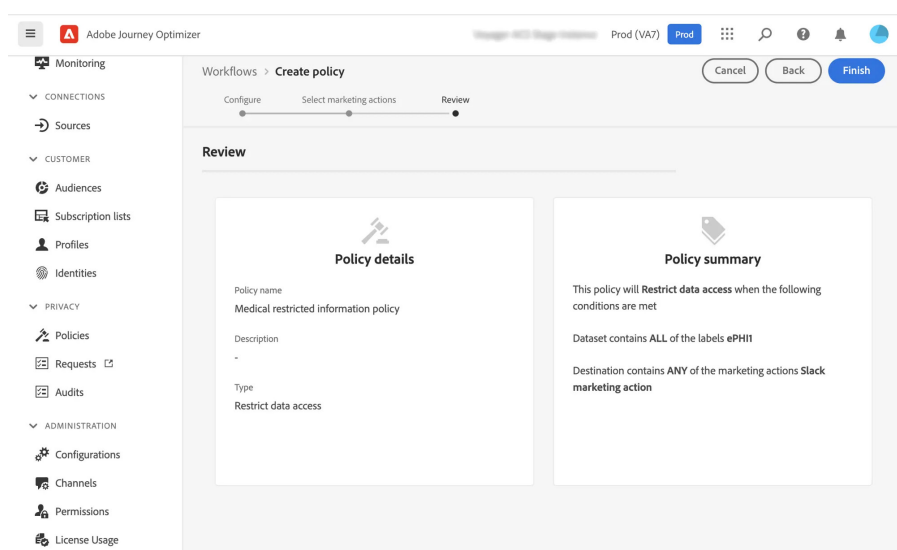 Adobe Journey Optimizer
Prod (VA7)
Prod
Monitoring
CONNECTIONS
Sources
CUSTOMER
Audiences
Subscription lists
Profiles
Identities
PRIVACY
Policies
Requests
Audits
ADMINISTRATION
Configurations
Channels
Permissions
License Usage
Workflows > Create policy
Cancel
Back
Finish
Configure
Select marketing actions
Review
Review
Policy details
Policy name
Medical restricted information policy
Description
-
Type
Restrict data access
Policy summary
This policy will Restrict data access when the following
conditions are met
Dataset contains ALL of the labels ePHI1
Destination contains ANY of the marketing actions Slack
marketing action